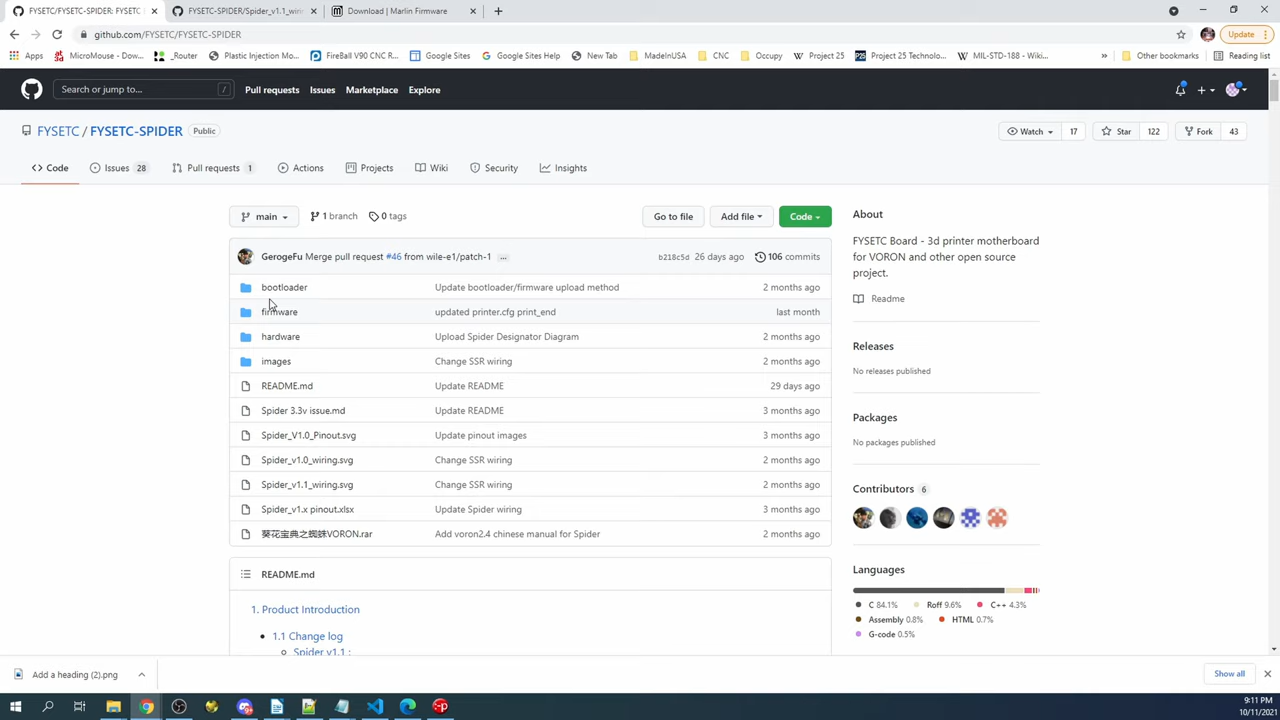 FYSETC/FYSETC-SPIDER: FYSETC B
FYSETC-SPIDER/Spider_v1.1_wirin
Download | Marlin Firmware
github.com/FYSETC/FYSETC-SPIDER
Update
Apps
MicroMouse - Dow...
_Router
Plastic Injection Mo...
FireBall V90 CNC R...
Google Sites
Google Sites Help
New Tab
MadeinUSA
CNC
Occupy
Project 25
Project 25 Technolo...
MIL-STD-188 - Wiki...
»
Other bookmarks
Reading list
Search or jump to...
/
Pull requests
Issues
Marketplace
Explore
FYSETC / FYSETC-SPIDER
Public
Watch
17
Star
122
Fork
43
Code
Issues 28
Pull requests 1
Actions
Projects
Wiki
Security
Insights
main
1 branch
0 tags
Go to file
Add file
Code
GerogeFu Merge pull request #46 from wile-e1/patch-1 ...
b218c5d 26 days ago
106 commits
bootloader Update bootloader/firmware upload method 2 months ago
firmware updated printer.cfg print_end last month
hardware Upload Spider Designator Diagram 2 months ago
images Change SSR wiring 2 months ago
README.md Update README 29 days ago
Spider 3.3v issue.md Update README 3 months ago
Spider_V1.0_Pinout.svg Update pinout images 3 months ago
Spider_v1.0_wiring.svg Change SSR wiring 2 months ago
Spider_v1.1_wiring.svg Change SSR wiring 2 months ago
Spider_v1.x pinout.xlsx Update Spider wiring 2 months ago
葵花宝典之蜘蛛VORON.rar Add voron2.4 chinese manual for Spider 2 months ago
README.md
1. Product Introduction
1.1 Change log
Spider v1.1 :
About
FYSETC Board - 3d printer motherboard
for VORON and other open source
project.
Readme
Releases
No releases published
Packages
No packages published
Contributors 6
Languages
C 84.1%
Roff 9.6%
C++ 4.3%
Assembly 0.8%
HTML 0.7%
G-code 0.5%
Add a heading (2).png
Show all
9:11 PM
10/11/2021